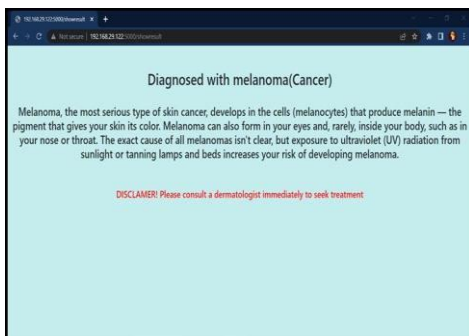 192.168.29.122:5000/showresult
Not secure | 192.168.29.122:5000/showresult
Diagnosed with melanoma(Cancer)
Melanoma, the most serious type of skin cancer, develops in the cells (melanocytes) that produce melanin — the
pigment that gives your skin its color. Melanoma can also form in your eyes and, rarely, inside your body, such as in
your nose or throat. The exact cause of all melanomas isn't clear, but exposure to ultraviolet (UV) radiation from
sunlight or tanning lamps and beds increases your risk of developing melanoma.
DISCLAMER! Please consult a dermatologist immediately to seek treatment